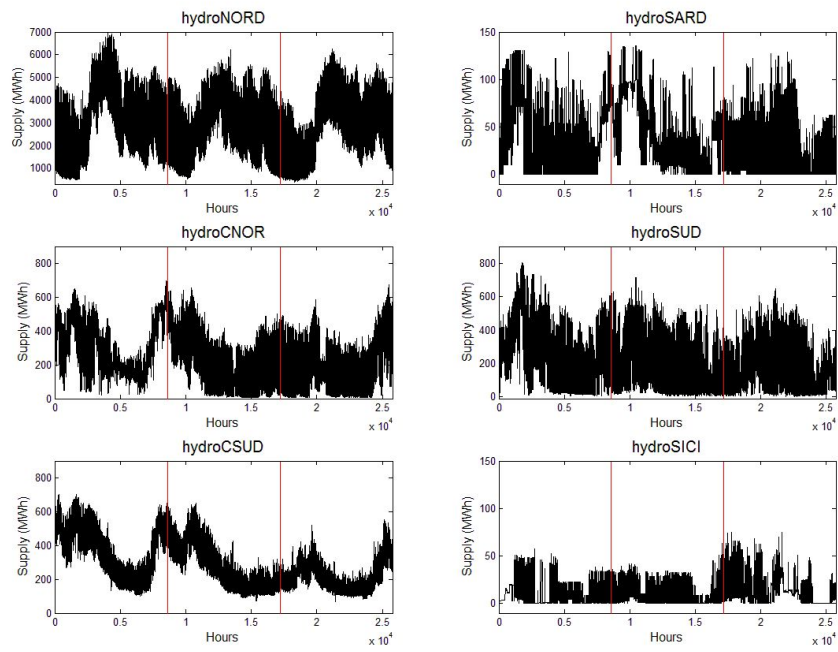 hydroNORD
7000
6000
5000
4000
3000
2000
1000
Supply (MWh)
0 0.5 1 1.5 2 2.5
Hours
x 10^4
hydroSARD
150
100
50
0
Supply (MWh)
0 0.5 1 1.5 2 2.5
Hours
x 10^4
hydroCNOR
800
600
400
200
0
Supply (MWh)
0 0.5 1 1.5 2 2.5
Hours
x 10^4
hydroSUD
800
600
400
200
0
Supply (MWh)
0 0.5 1 1.5 2 2.5
Hours
x 10^4
hydroCSUD
800
600
400
200
0
Supply (MWh)
0 0.5 1 1.5 2 2.5
Hours
x 10^4
hydroSICI
150
100
50
0
Supply (MWh)
0 0.5 1 1.5 2 2.5
Hours
x 10^4